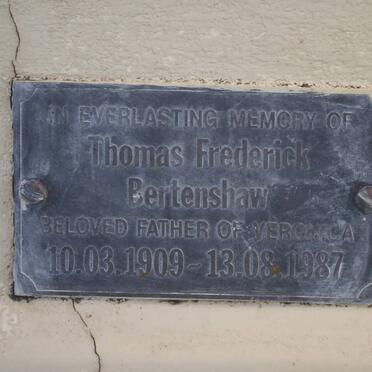 IN EVERLASTING MEMORY OF
Thomas Frederick
Bertenshaw
BELOVED FATHER OF VERONICA
10.03.1909 - 13.08.1987